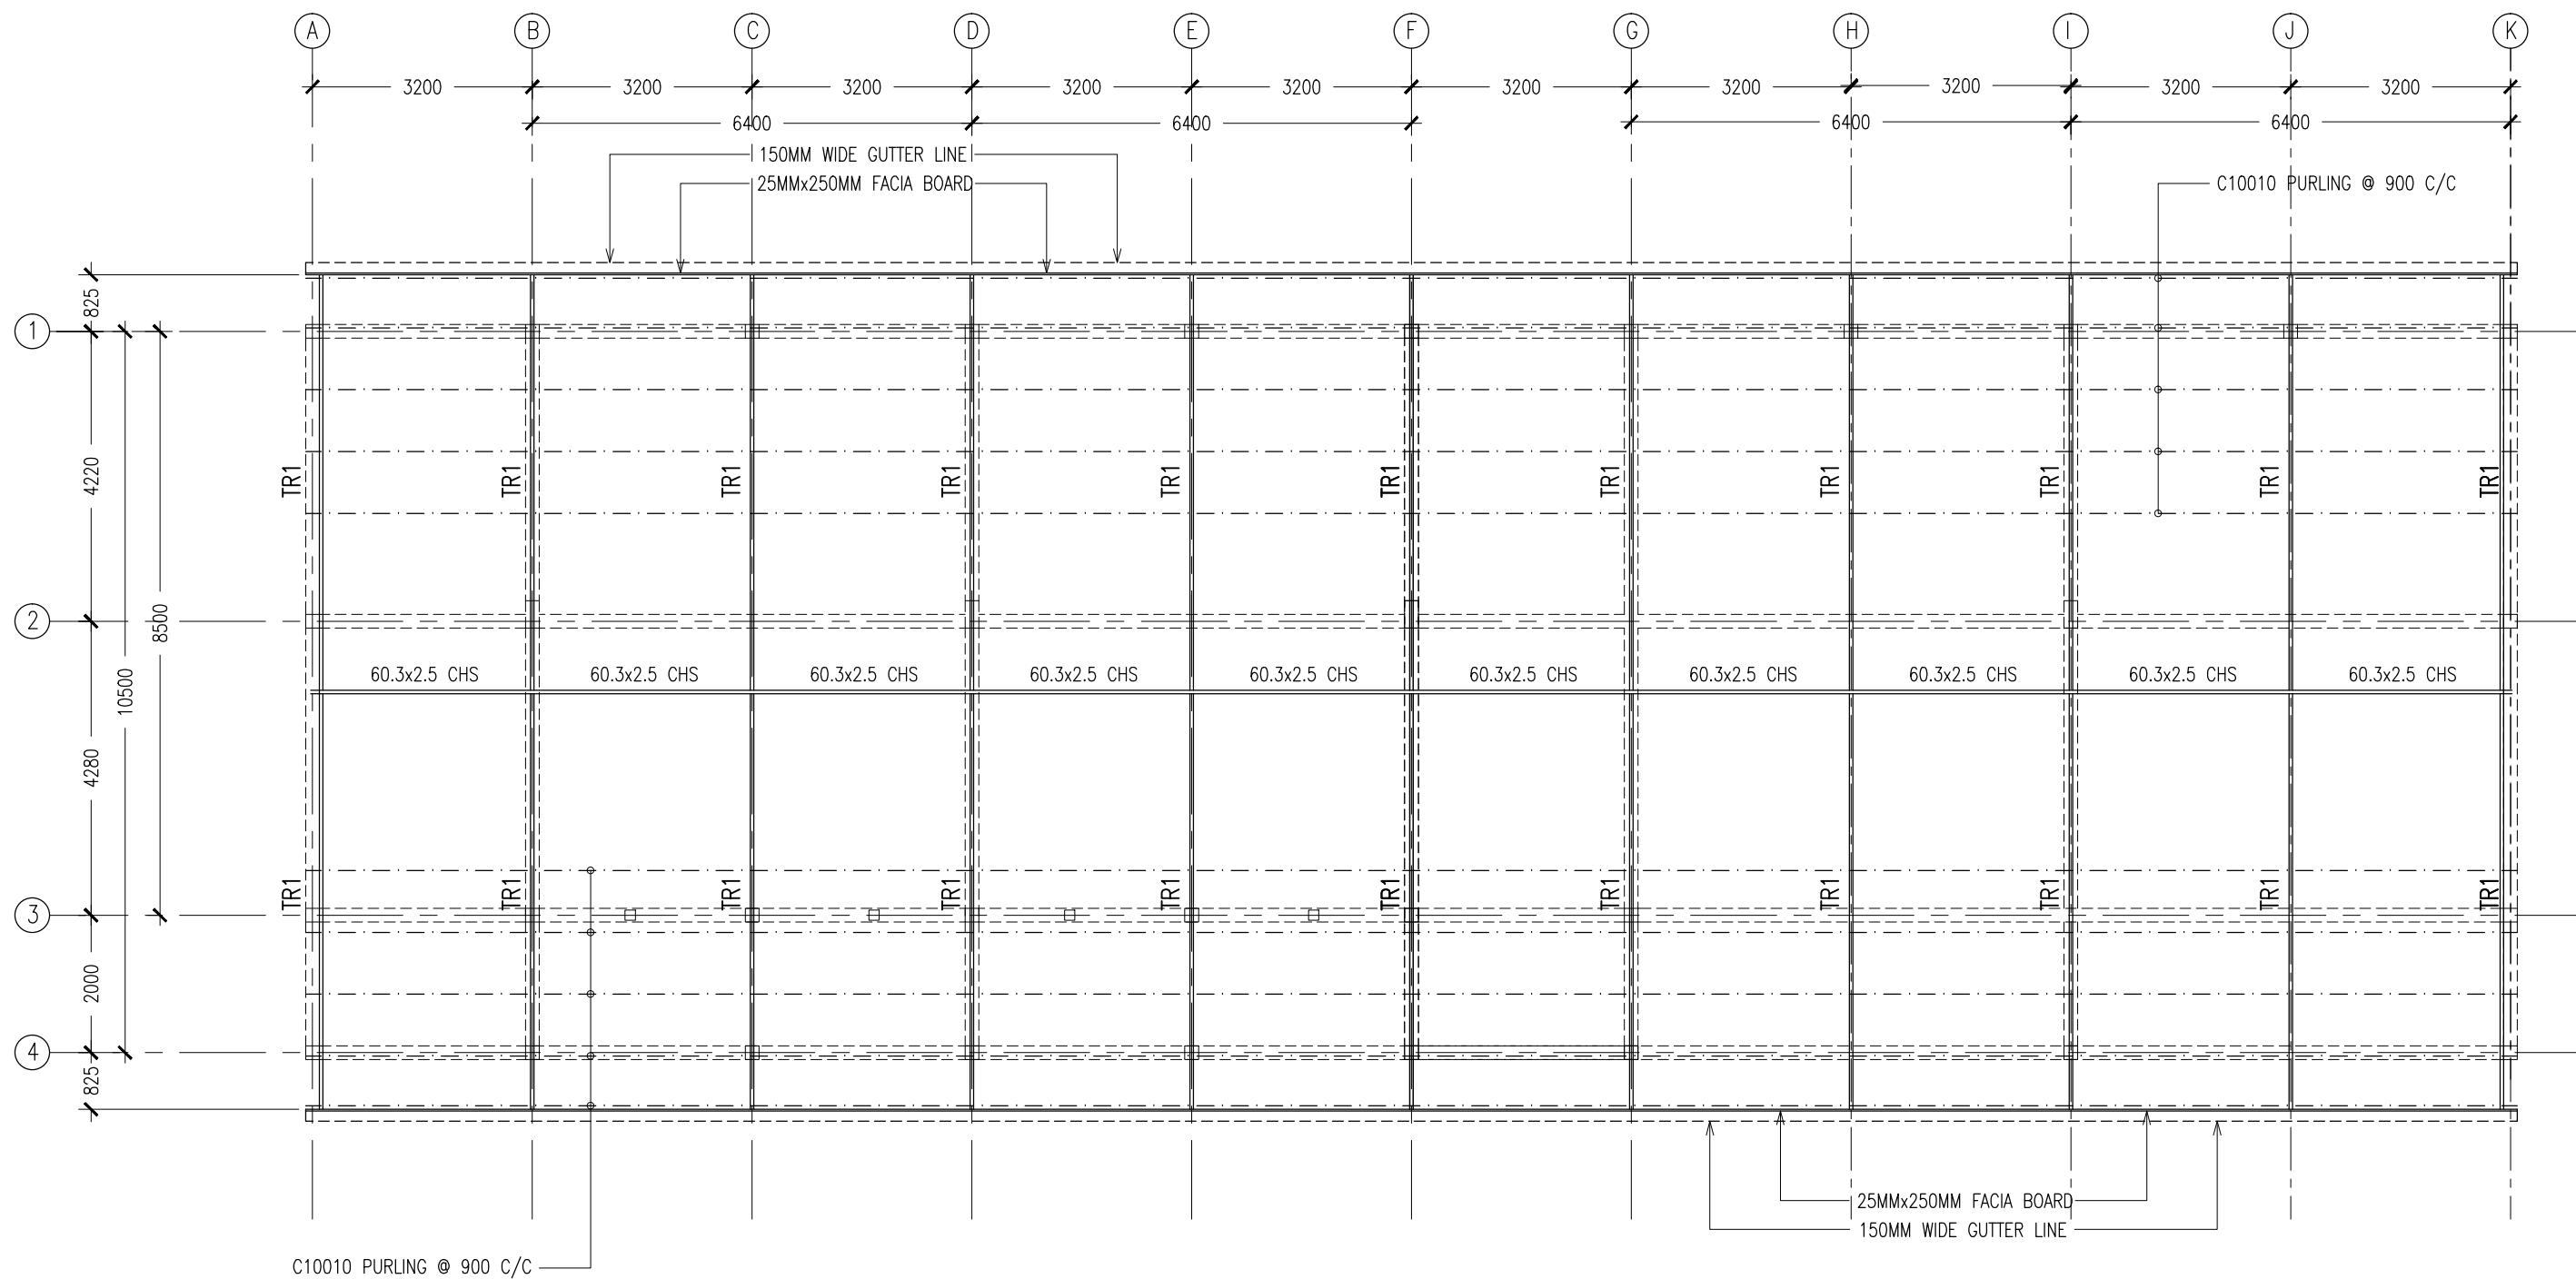 A B C D E F G H I J K
3200 3200 3200 3200 3200 3200 3200 3200 3200 3200
6400 6400 6400 6400
150MM WIDE GUTTER LINE
25MMx250MM FACIA BOARD
C10010 PURLING @ 900 C/C
825
1
4220
TR1 TR1 TR1 TR1 TR1 TR1 TR1 TR1 TR1 TR1 TR1
8500
2
10500
60.3x2.5 CHS 60.3x2.5 CHS 60.3x2.5 CHS 60.3x2.5 CHS 60.3x2.5 CHS 60.3x2.5 CHS 60.3x2.5 CHS 60.3x2.5 CHS 60.3x2.5 CHS 60.3x2.5 CHS
4280
TR1 TR1 TR1 TR1 TR1 TR1 TR1 TR1 TR1 TR1 TR1
3
2000
4
825
25MMx250MM FACIA BOARD
150MM WIDE GUTTER LINE
C10010 PURLING @ 900 C/C